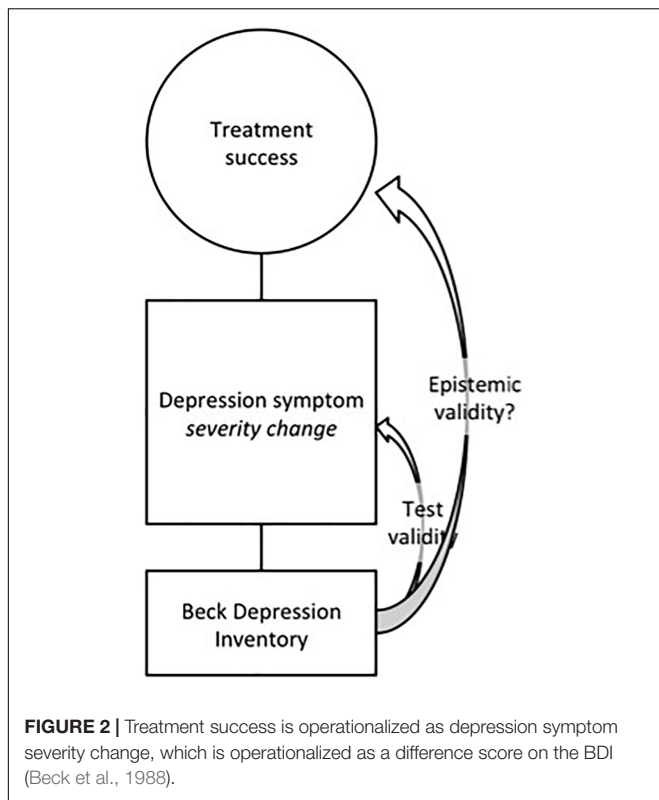 Treatment
success
Depression symptom
severity change
Epistemic
validity?
Test
validity
Beck Depression
Inventory
FIGURE 2 | Treatment success is operationalized as depression symptom
severity change, which is operationalized as a difference score on the BDI
(Beck et al., 1988).